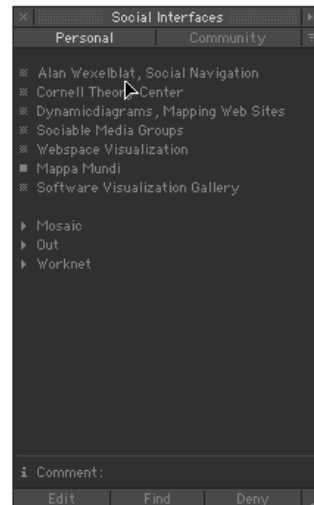 Social Interfaces
Personal Community
Alan Wexelblat, Social Navigation
Cornell Theory Center
Dynamicdiagrams, Mapping Web Sites
Sociable Media Groups
Webspace Visualization
Mappa Mundi
Software Visualization Gallery
Mosaic
Out
Worknet
i Comment:
Edit Find Deny